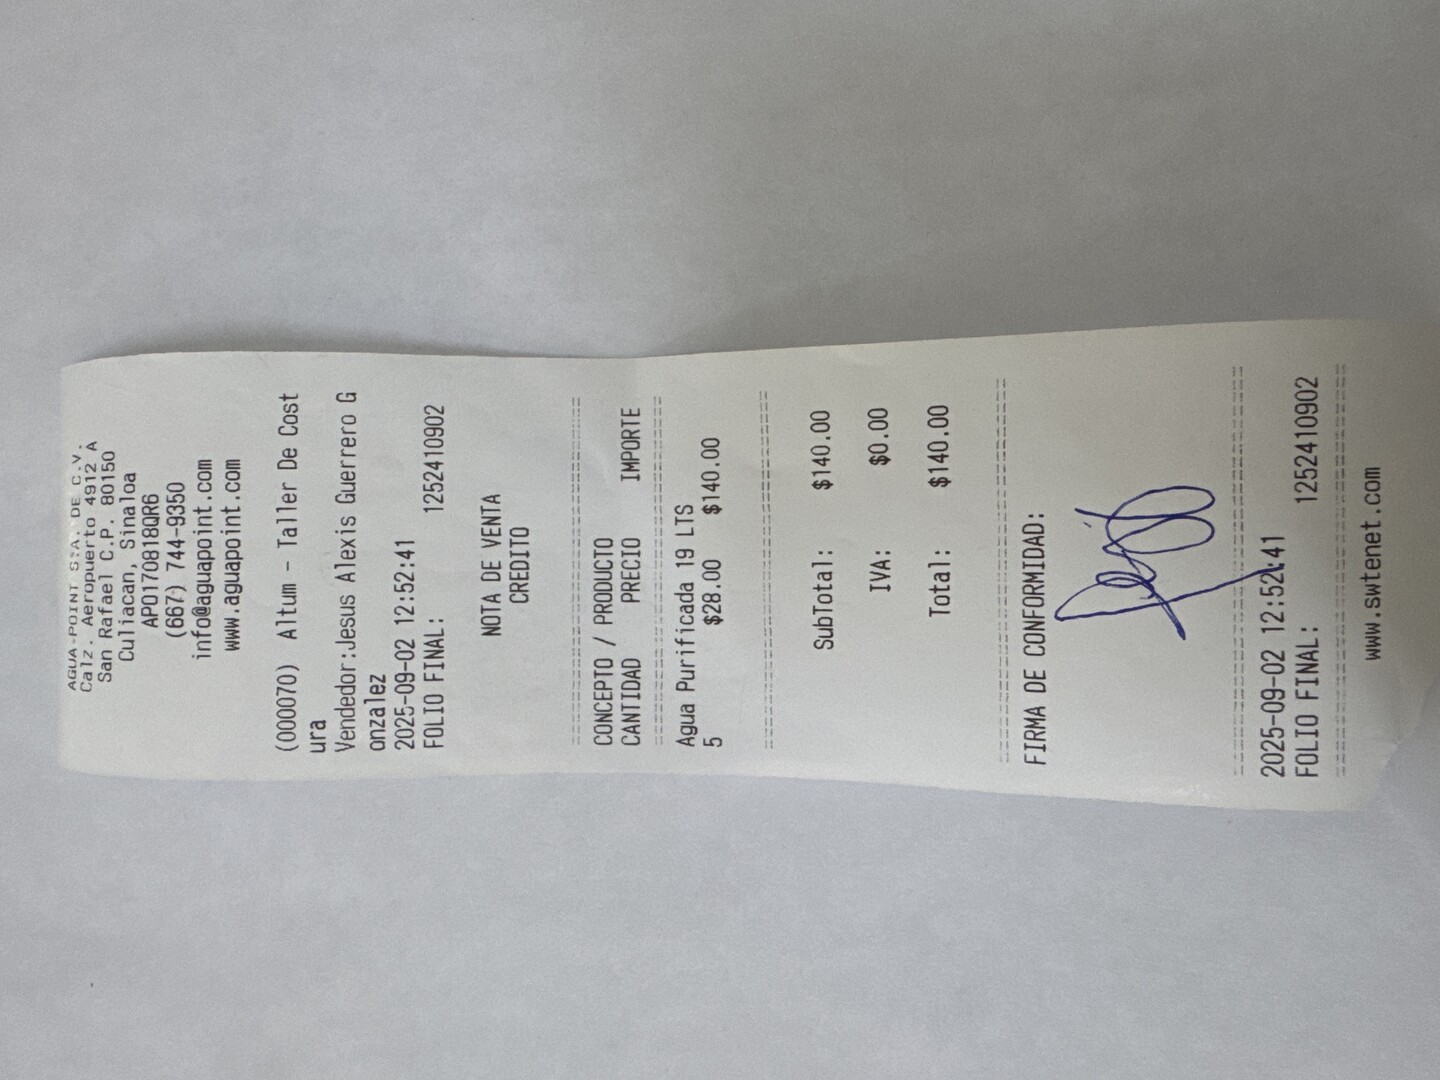 AGUA-POINT S.A. DE C.V.
Calz. Aeropuerto 4912 A
San Rafael C.P. 80150
Culiacan, Sinaloa
APO170818QR6
(667) 744-9350
info@aguapoint.com
www.aguapoint.com
(000070) Altum - Taller De Cost
ura
Vendedor:Jesus Alexis Guerrero G
onzalez
2025-09-02 12:52:41
FOLIO FINAL: 1252410902
NOTA DE VENTA
CREDITO
CONCEPTO / PRODUCTO
CANTIDAD PRECIO IMPORTE
Agua Purificada 19 LTS
5 $28.00 $140.00
SubTotal: $140.00
IVA: $0.00
Total: $140.00
FIRMA DE CONFORMIDAD:
2025-09-02 12:52:41
FOLIO FINAL: 1252410902
www.swtenet.com